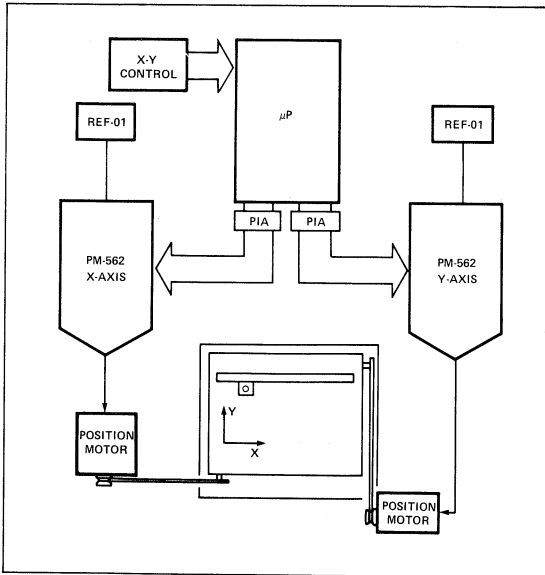 X-Y
CONTROL
μP
REF-01
REF-01
PIA
PIA
PM-562
X-AXIS
PM-562
Y-AXIS
Y
X
POSITION
MOTOR
POSITION
MOTOR